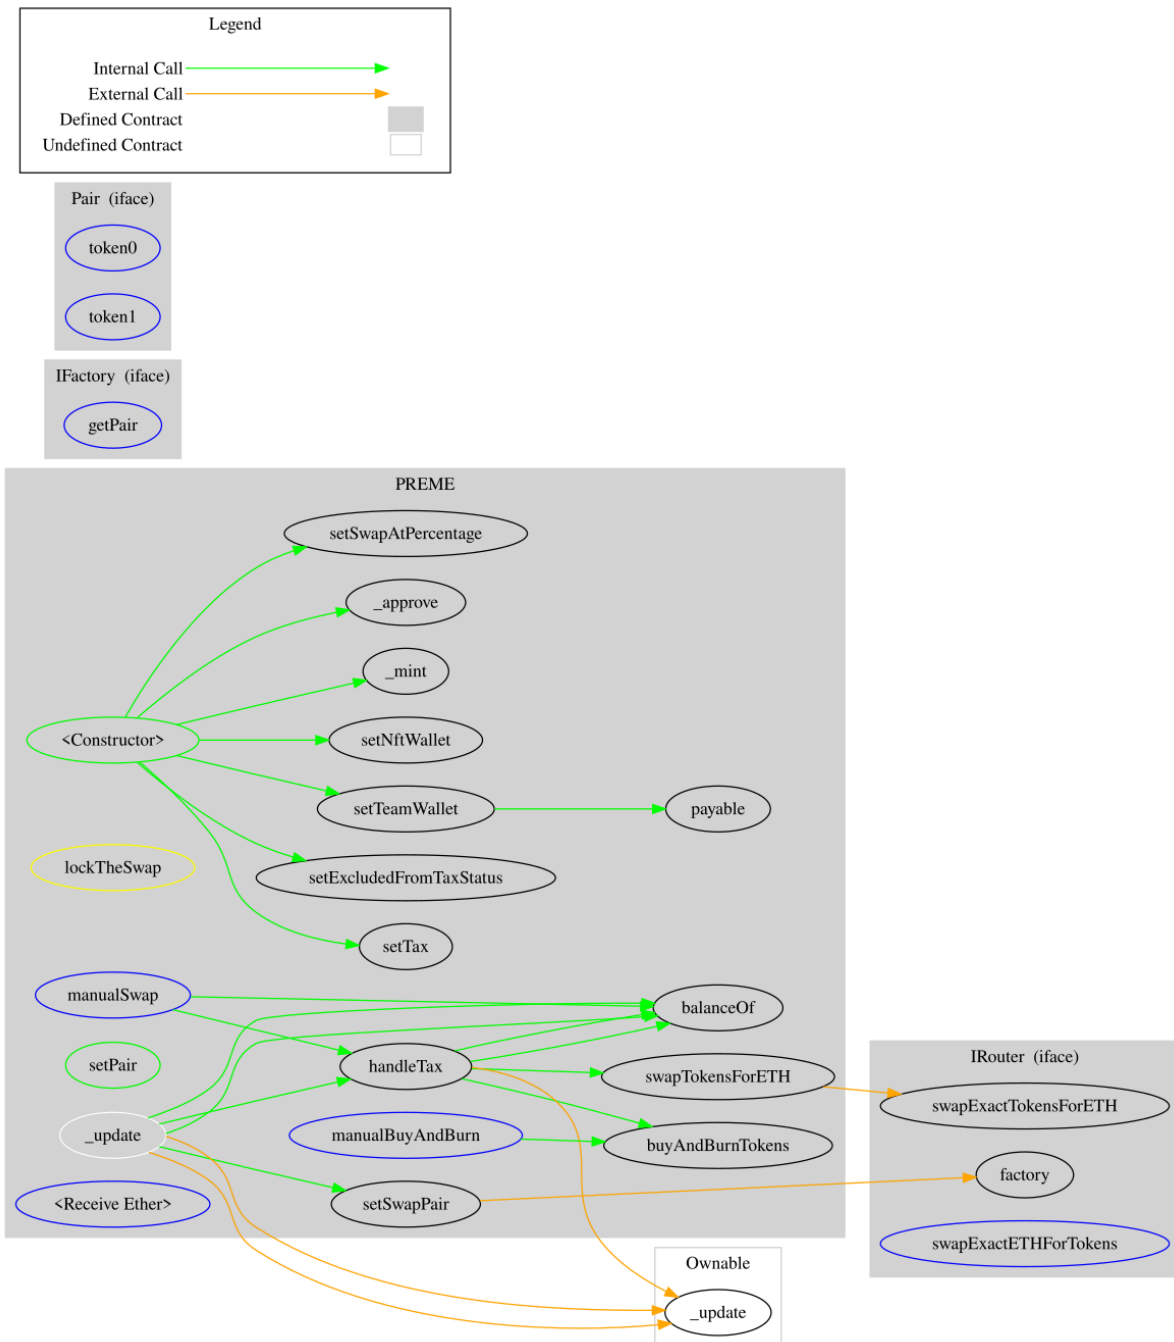 Legend
Internal Call
External Call
Defined Contract
Undefined Contract
Pair (iface)
token0
token1
IFactory (iface)
getPair
PREME
setSwapAtPercentage
_approve
_mint
<Constructor>
setNftWallet
setTeamWallet
payable
lockTheSwap
setExcludedFromTaxStatus
setTax
manualSwap
balanceOf
setPair
handleTax
swapTokensForETH
_update
manualBuyAndBurn
buyAndBurnTokens
<Receive Ether>
setSwapPair
IRouter (iface)
swapExactTokensForETH
factory
swapExactETHForTokens
Ownable
_update